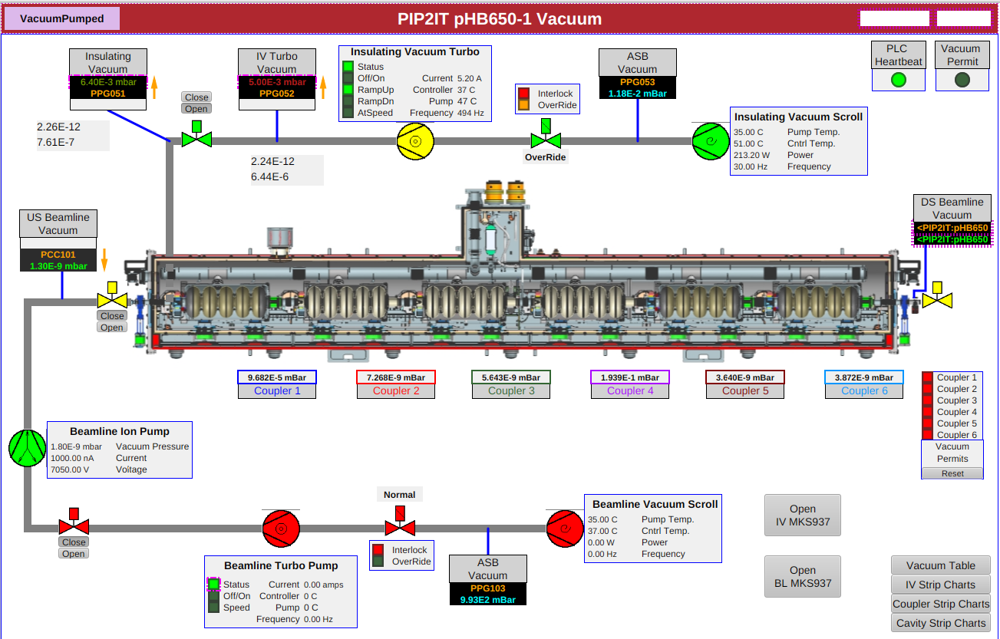 VacuumPumped
PIP2IT pHB650-1 Vacuum
Insulating
Vacuum
6.40E-3 mbar
PPG051
2.26E-12
7.61E-7
Close
Open
IV Turbo
Vacuum
5.00E-3 mbar
PPG052
2.24E-12
6.44E-6
Insulating Vacuum Turbo
Status
Off/On Current 5.20 A
RampUp Controller 37 C
RampDn Pump 47 C
AtSpeed Frequency 494 Hz
Interlock
OverRide
OverRide
ASB
Vacuum
PPG053
1.18E-2 mBar
Insulating Vacuum Scroll
35.00 C Pump Temp.
51.00 C Cntrl Temp.
213.20 W Power
30.00 Hz Frequency
PLC
Heartbeat
Vacuum
Permit
US Beamline
Vacuum
PCC101
1.30E-9 mbar
Close
Open
DS Beamline
Vacuum
<PIP2IT:pHB650
<PIP2IT:pHB650
9.682E-5 mBar
Coupler 1
7.268E-9 mBar
Coupler 2
5.643E-9 mBar
Coupler 3
1.939E-1 mBar
Coupler 4
3.640E-9 mBar
Coupler 5
3.872E-9 mBar
Coupler 6
Coupler 1
Coupler 2
Coupler 3
Coupler 4
Coupler 5
Coupler 6
Vacuum
Permits
Reset
Beamline Ion Pump
1.80E-9 mbar Vacuum Pressure
1000.00 nA Current
7050.00 V Voltage
Close
Open
Beamline Turbo Pump
Status Current 0.00 amps
Off/On Controller 0 C
Speed Pump 0 C
Frequency 0.00 Hz
Normal
Interlock
OverRide
ASB
Vacuum
PPG103
9.93E2 mBar
Beamline Vacuum Scroll
35.00 C Pump Temp.
37.00 C Cntrl Temp.
0.00 W Power
0.00 Hz Frequency
Open
IV MKS937
Open
BL MKS937
Vacuum Table
IV Strip Charts
Coupler Strip Charts
Cavity Strip Charts